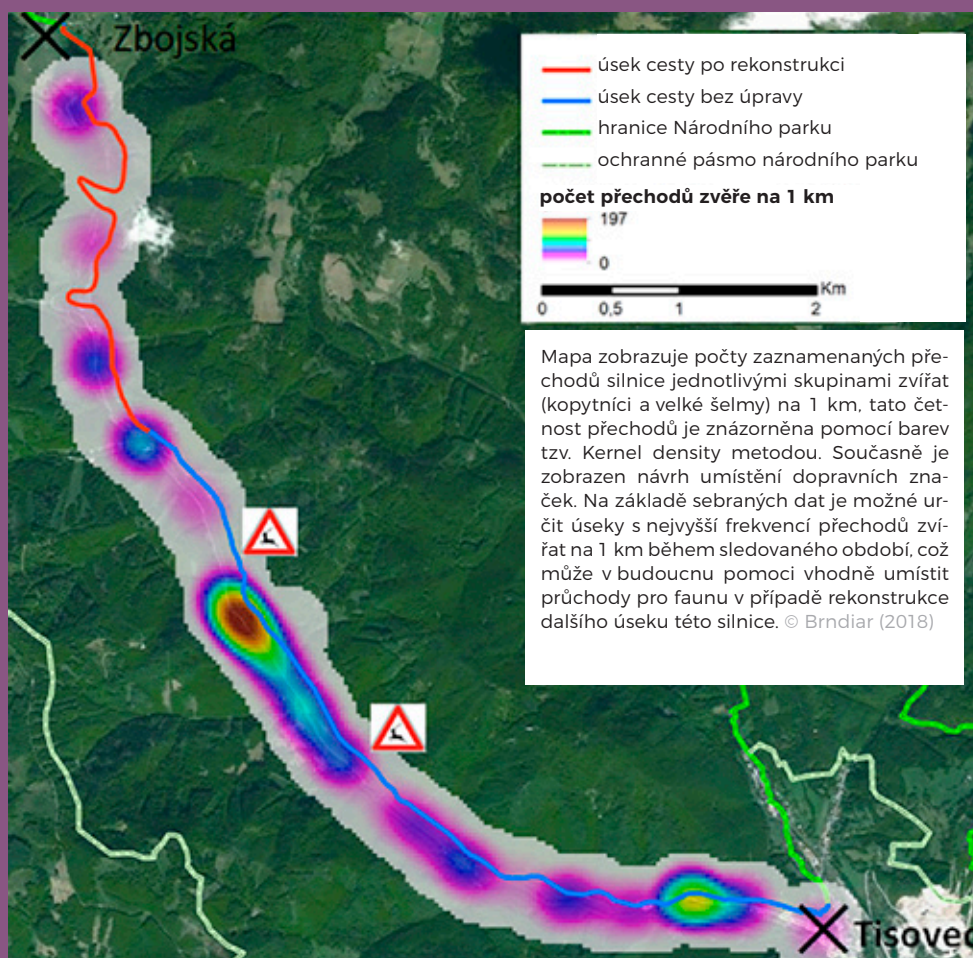 Zbojská
úsek cesty po rekonstrukci
úsek cesty bez úpravy
hranice Národního parku
ochranné pásmo národního parku
počet přechodů zvěře na 1 km
197
0
Km
0 0,5 1 2
Mapa zobrazuje počty zaznamenaných pře-
chodů silnice jednotlivými skupinami zvířat
(kopytníci a velké šelmy) na 1 km, tato čet-
nost přechodů je znázorněna pomocí barev
tzv. Kernel density metodou. Současně je
zobrazen návrh umístění dopravních zna-
ček. Na základě sebraných dat je možné ur-
čit úseky s nejvyšší frekvencí přechodů zví-
řat na 1 km během sledovaného období, což
může v budoucnu pomoci vhodně umístit
průchody pro faunu v případě rekonstrukce
dalšího úseku této silnice. © Brndiar (2018)
Tisovec